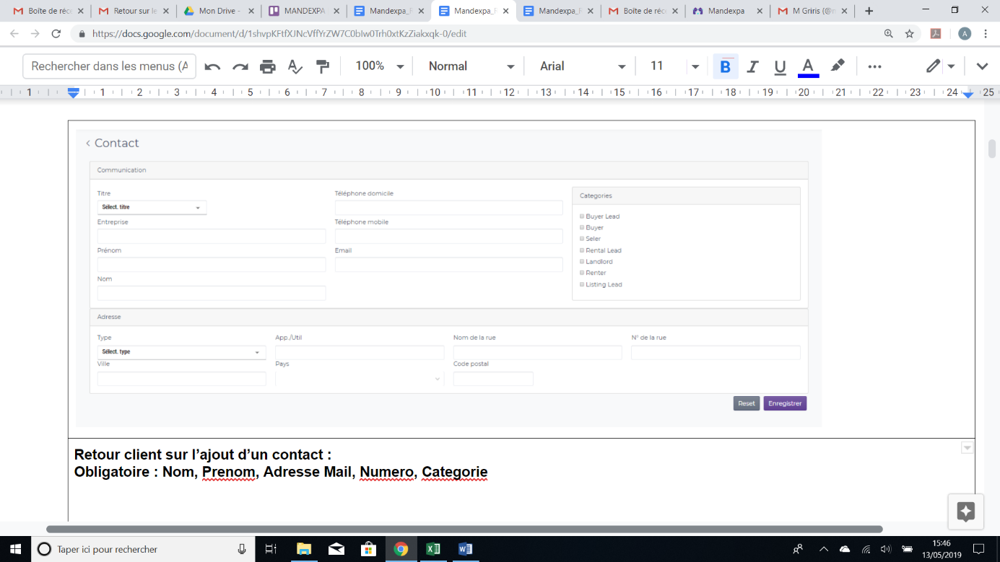 Boîte de réc
Retour sur le
Mon Drive -
MANDEXPA
Mandexpa_F
Mandexpa_F
Mandexpa_F
Boîte de réc
Mandexpa
M Griris (@m
https://docs.google.com/document/d/1shvpKFtfXJNcVffYrZW7C0bIw0Trh0xtKzZiakxqk-0/edit
A
Rechercher dans les menus (A
100%
Normal
Arial
11
B I U A
1 1 2 3 4 5 6 7 8 9 10 11 12 13 14 15 16 17 18 19 20 21 22 23 24 25
< Contact
Communication
Titre
Sélect. titre
Entreprise
Prénom
Nom
Téléphone domicile
Téléphone mobile
Email
Categories
Buyer Lead
Buyer
Seler
Rental Lead
Landlord
Renter
Listing Lead
Adresse
Type
App./Util
Nom de la rue
N° de la rue
Sélect. type
Ville
Pays
Code postal
Reset
Enregistrer
Retour client sur l’ajout d’un contact :
Obligatoire : Nom, Prenom, Adresse Mail, Numero, Categorie
Taper ici pour rechercher
15:46
13/05/2019